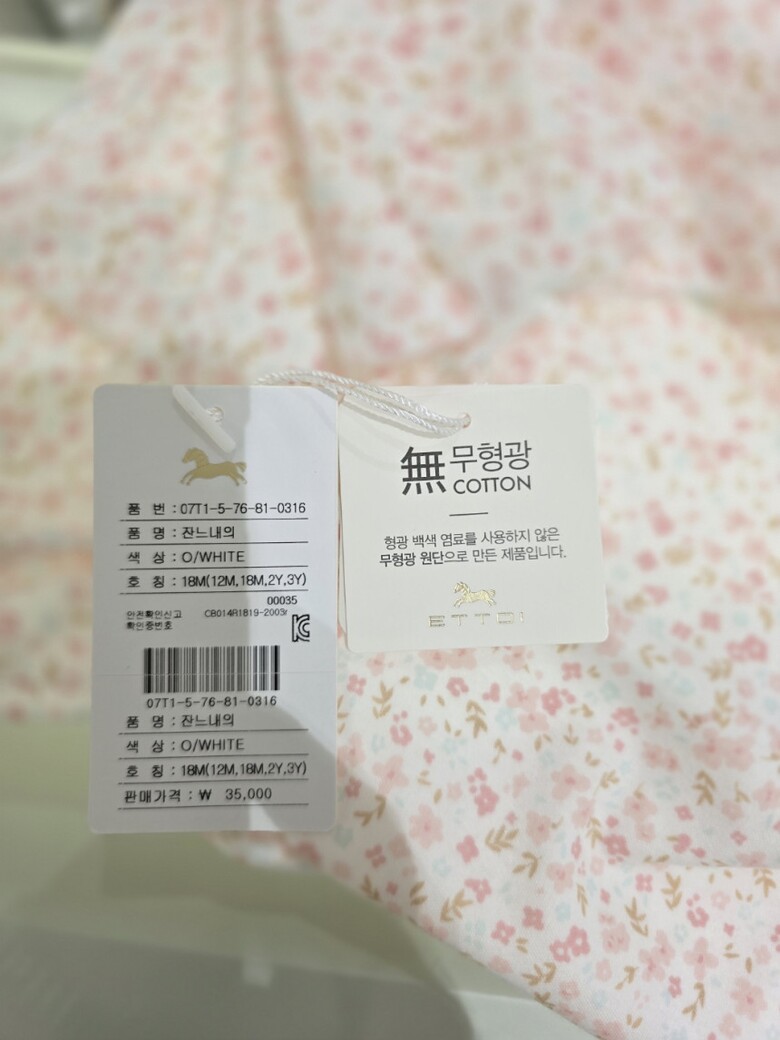 품 번 : 07T1-5-76-81-0316
품 명 : 잔느내의
색 상 : O/WHITE
호 칭 : 18M(12M,18M,2Y,3Y)
00035
안전확인신고 CB014R1819-2003r
확인증번호
07T1-5-76-81-0316
품 명 : 잔느내의
색 상 : O/WHITE
호 칭 : 18M(12M,18M,2Y,3Y)
판매가격 : ₩ 35,000
無 무형광
COTTON
형광 백색 염료를 사용하지 않은
무형광 원단으로 만든 제품입니다.
ETTOI